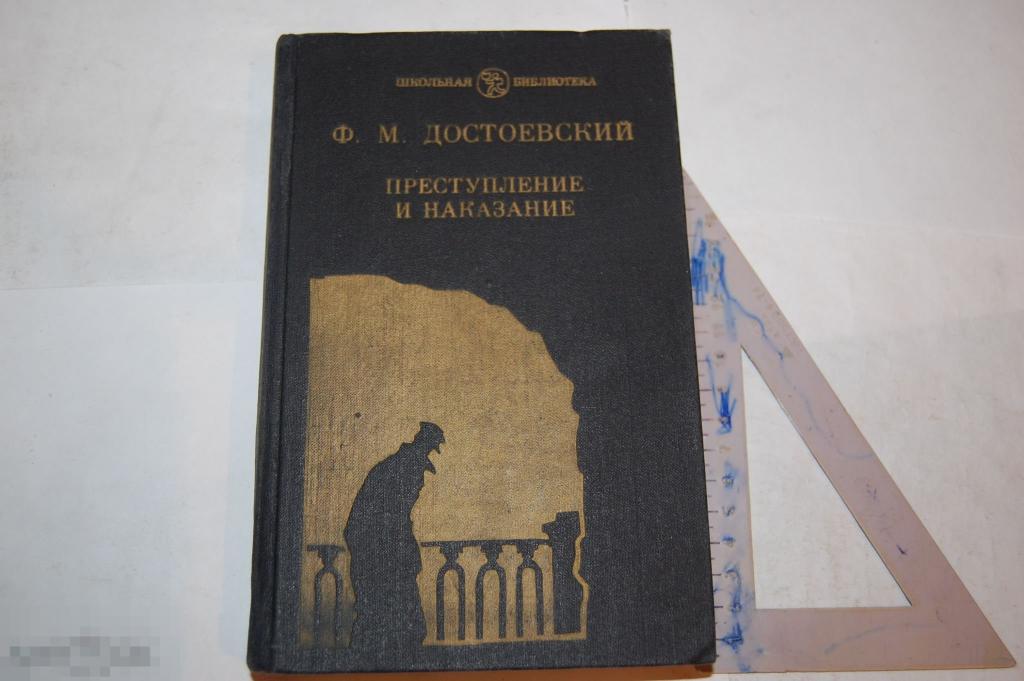 ШКОЛЬНАЯ БИБЛИОТЕКА
Ф. М. ДОСТОЕВСКИЙ
ПРЕСТУПЛЕНИЕ
И НАКАЗАНИЕ